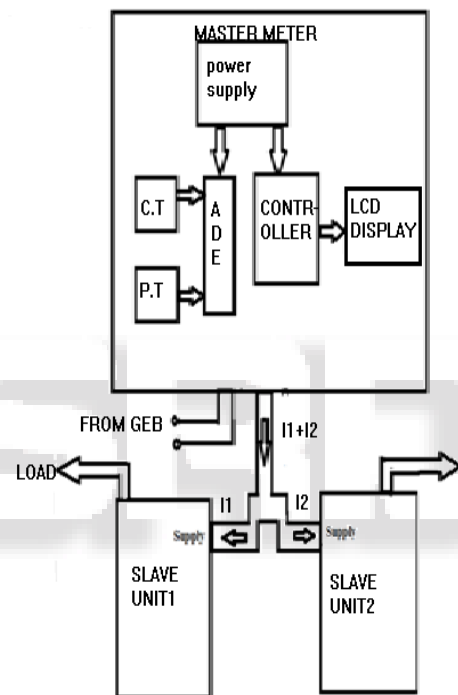 MASTER METER
power
supply
C.T
A
D
E
CONTR-
OLLER
LCD
DISPLAY
P.T
FROM GEB
I1+I2
LOAD
I1
I2
Supply
Supply
SLAVE
UNIT1
SLAVE
UNIT2